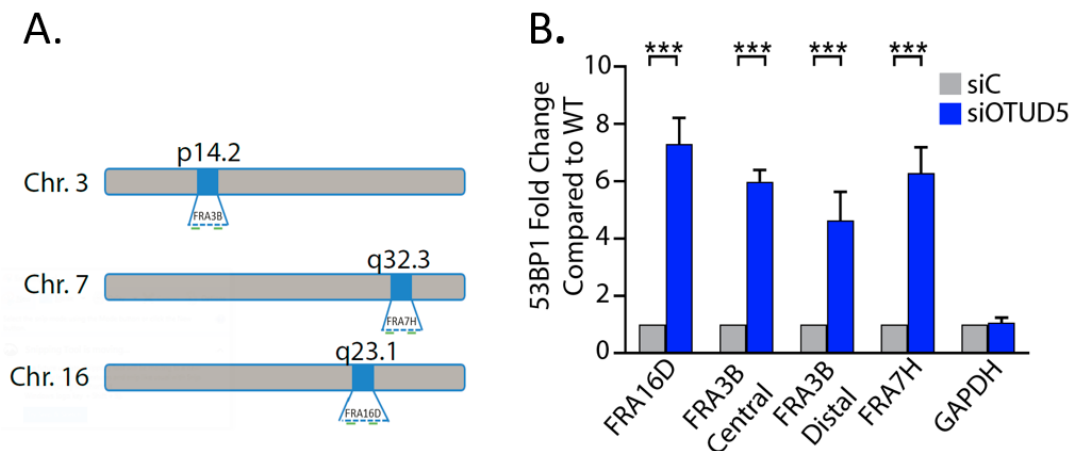 A.
p14.2
Chr. 3
FRA3B
q32.3
Chr. 7
FRA7H
q23.1
Chr. 16
FRA16D
B.
*** *** *** ***
siC
siOTUD5
53BP1 Fold Change
Compared to WT
10
8
6
4
2
0
FRA16D
FRA3B
Central
FRA3B
Distal
FRA7H
GAPDH